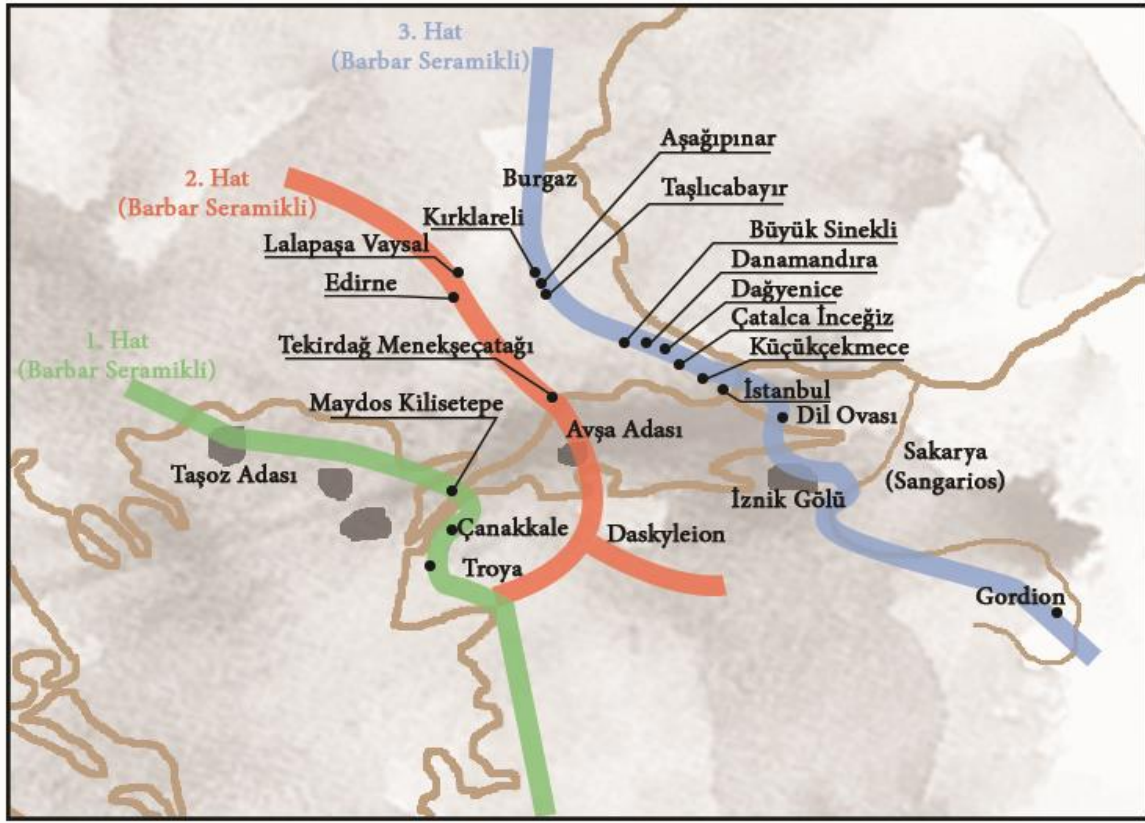 3. Hat
(Barbar Seramikli)
Aşağıpınar
Burgaz
Taşlıcabayır
2. Hat
(Barbar Seramikli)
Kırklareli
Büyük Sinekli
Lalapaşa Vaysal
Danamandıra
Edirne
Dağyenice
Çatalca İnceğiz
1. Hat
(Barbar Seramikli)
Tekirdağ Menekşeçatağı
Küçükçekmece
İstanbul
Maydos Kilisetepe
Dil Ovası
Avşa Adası
Sakarya
(Sangarios)
Taşoz Adası
İznik Gölü
Çanakkale
Daskyleion
Troya
Gordion